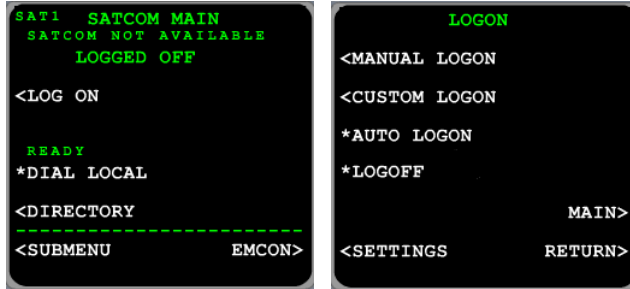 SAT1 SATCOM MAIN
SATCOM NOT AVAILABLE
LOGGED OFF
<LOG ON
READY
*DIAL LOCAL
<DIRECTORY
<SUBMENU EMCON>
LOGON
<MANUAL LOGON
<CUSTOM LOGON
*AUTO LOGON
*LOGOFF
MAIN>
<SETTINGS RETURN>